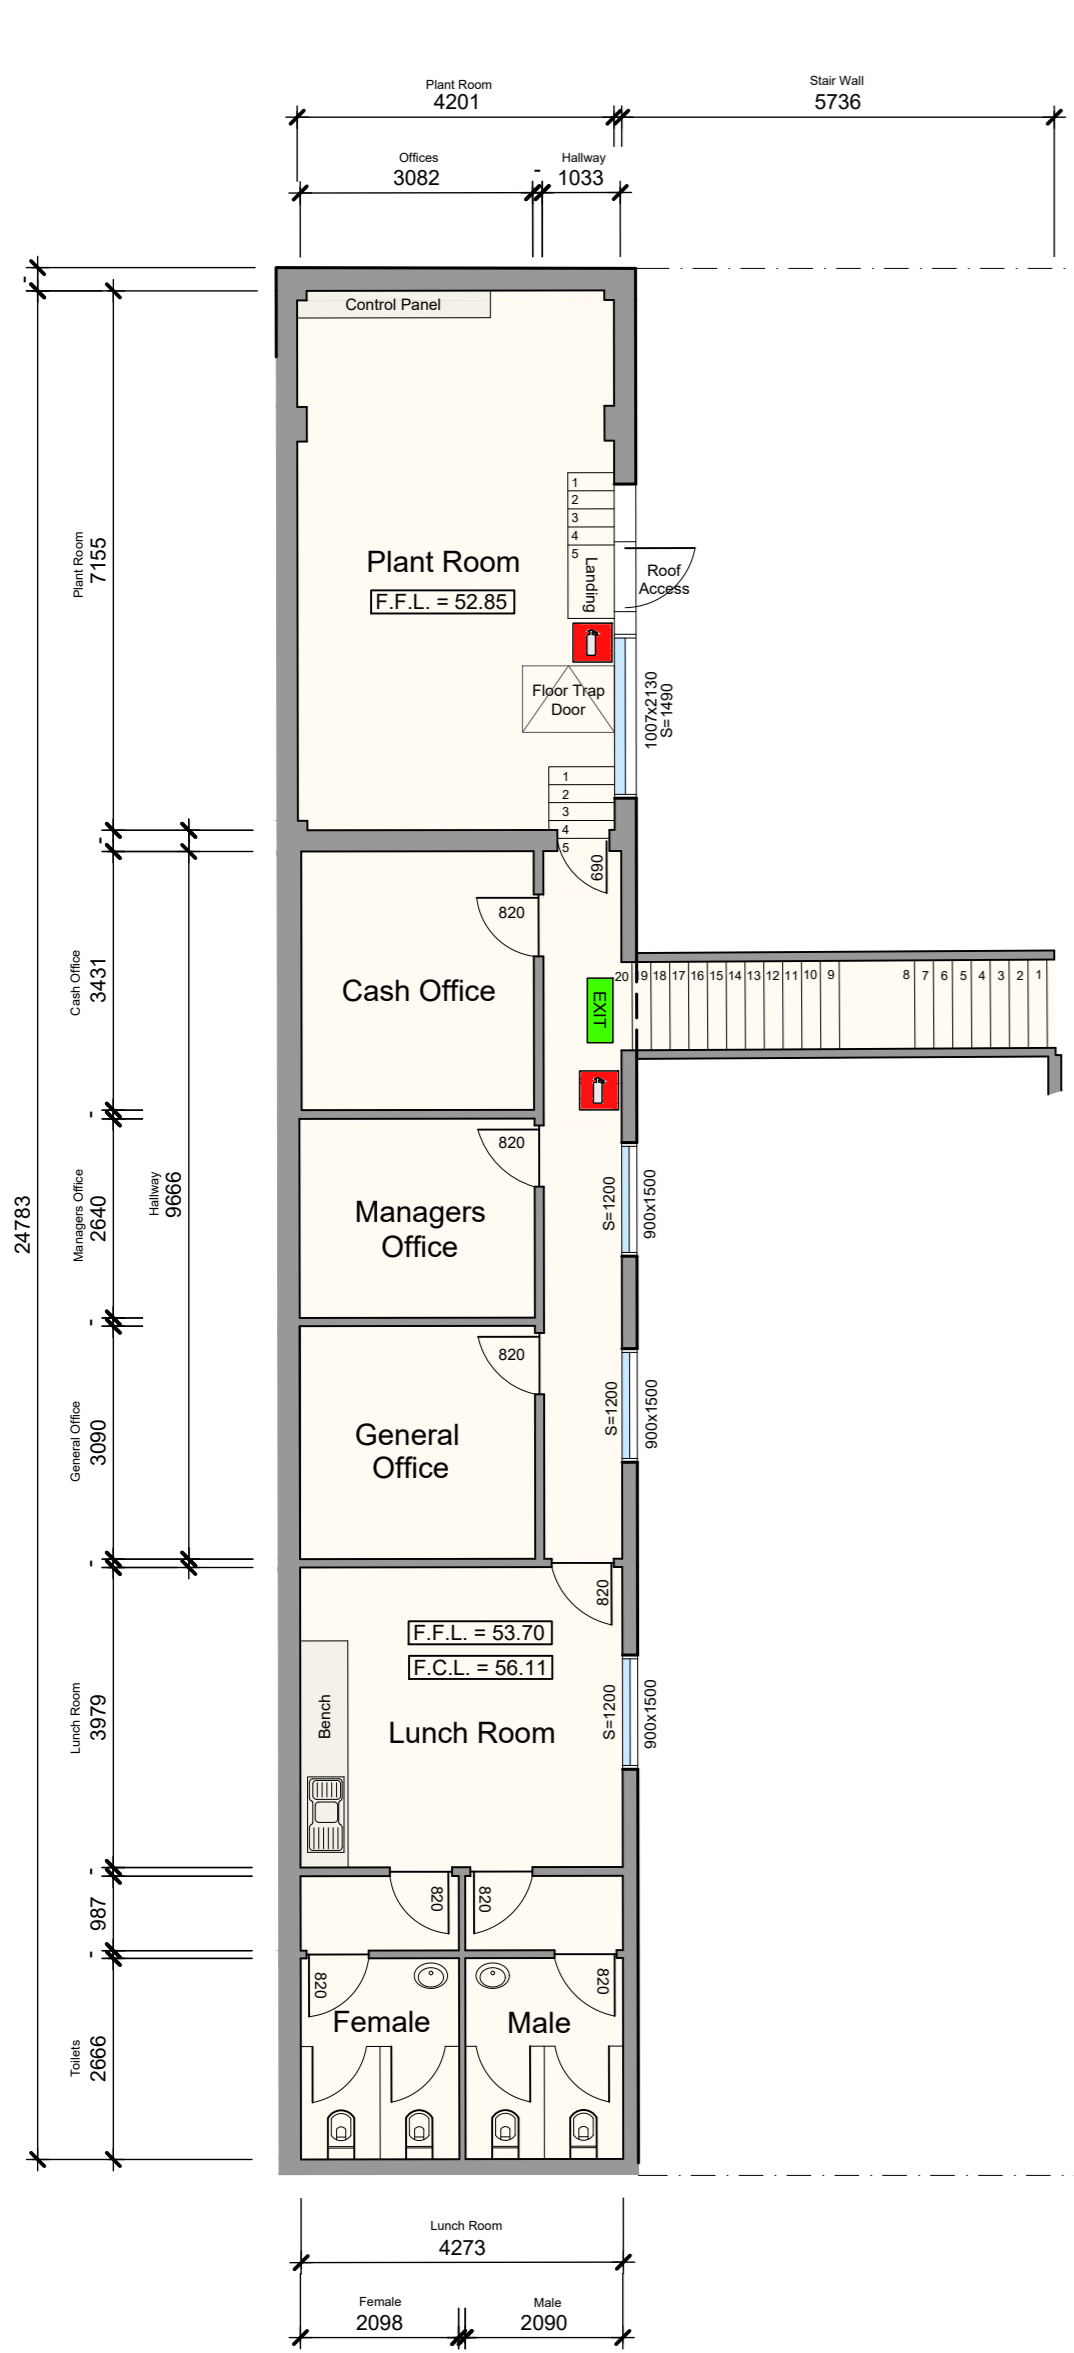 Plant Room
4201
Stair Wall
5736
Offices
3082
-
Hallway
1033
-
Control Panel
Plant Room
7155
1
2
3
4
5
Landing
Plant Room
F.F.L. = 52.85
Roof
Access
Floor Trap
Door
1007x2130
S=1490
1
2
3
4
5
690
-
820
Cash Office
Cash Office
3431
EXIT
20 19 18 17 16 15 14 13 12 11 10 9 8 7 6 5 4 3 2 1
-
820
Managers
Office
Managers Office
2640
Hallway
9666
24783
S=1200
900x1500
-
820
General
Office
General Office
3090
S=1200
900x1500
-
820
F.F.L. = 53.70
F.C.L. = 56.11
Lunch Room
Bench
Lunch Room
3979
S=1200
900x1500
-
987
820
820
-
820
820
Female
Male
Toilets
2666
Lunch Room
4273
Female
2098
Male
2090